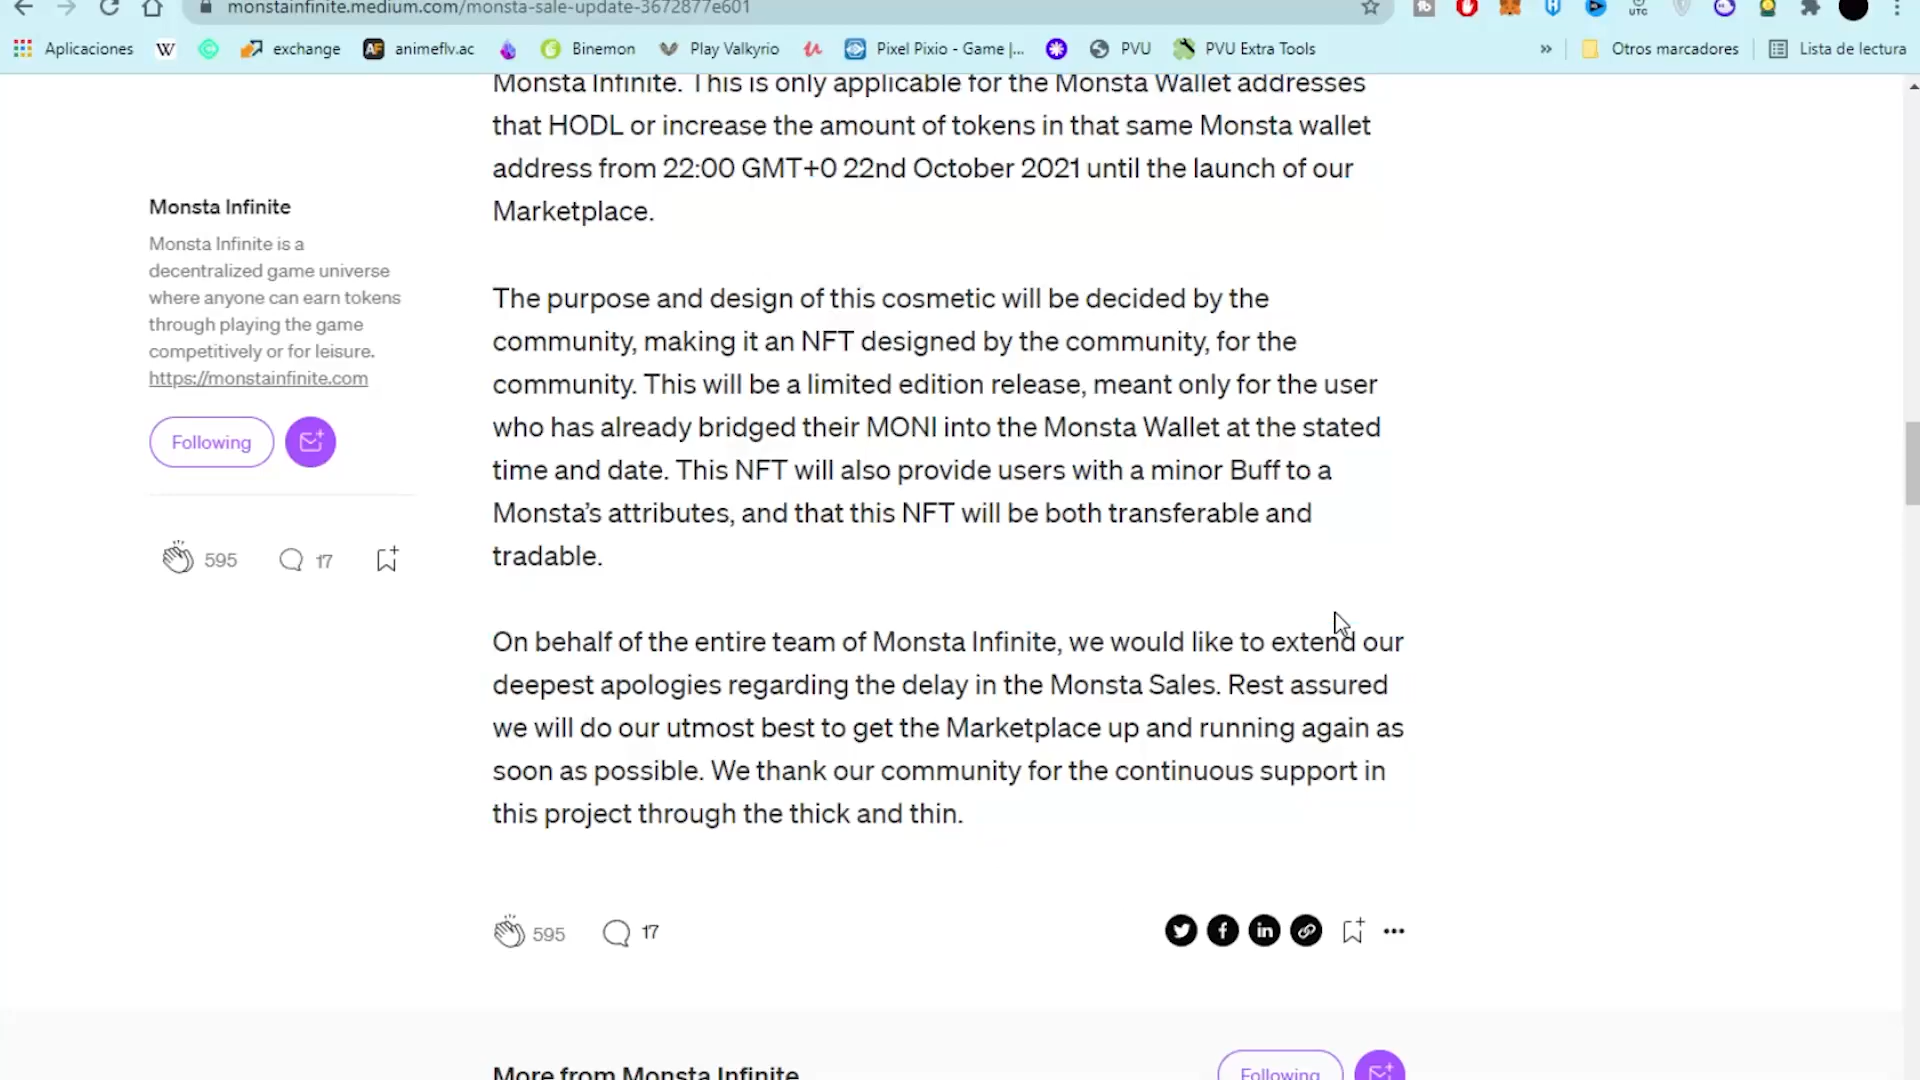 monstainfinite.medium.com/monsta-sale-update-3672877e601
Aplicaciones W exchange AF animeflv.ac Binemon Play Valkyrio Pixel Pixio - Game |... PVU PVU Extra Tools » Otros marcadores Lista de lectura
UTC
Monsta Infinite. This is only applicable for the Monsta Wallet addresses
that HODL or increase the amount of tokens in that same Monsta wallet
address from 22:00 GMT+0 22nd October 2021 until the launch of our
Marketplace.
Monsta Infinite
Monsta Infinite is a
decentralized game universe
where anyone can earn tokens
through playing the game
competitively or for leisure.
https://monstainfinite.com
Following
595 17
The purpose and design of this cosmetic will be decided by the
community, making it an NFT designed by the community, for the
community. This will be a limited edition release, meant only for the user
who has already bridged their MONI into the Monsta Wallet at the stated
time and date. This NFT will also provide users with a minor Buff to a
Monsta’s attributes, and that this NFT will be both transferable and
tradable.
On behalf of the entire team of Monsta Infinite, we would like to extend our
deepest apologies regarding the delay in the Monsta Sales. Rest assured
we will do our utmost best to get the Marketplace up and running again as
soon as possible. We thank our community for the continuous support in
this project through the thick and thin.
595 17
More from Monsta Infinite
Following